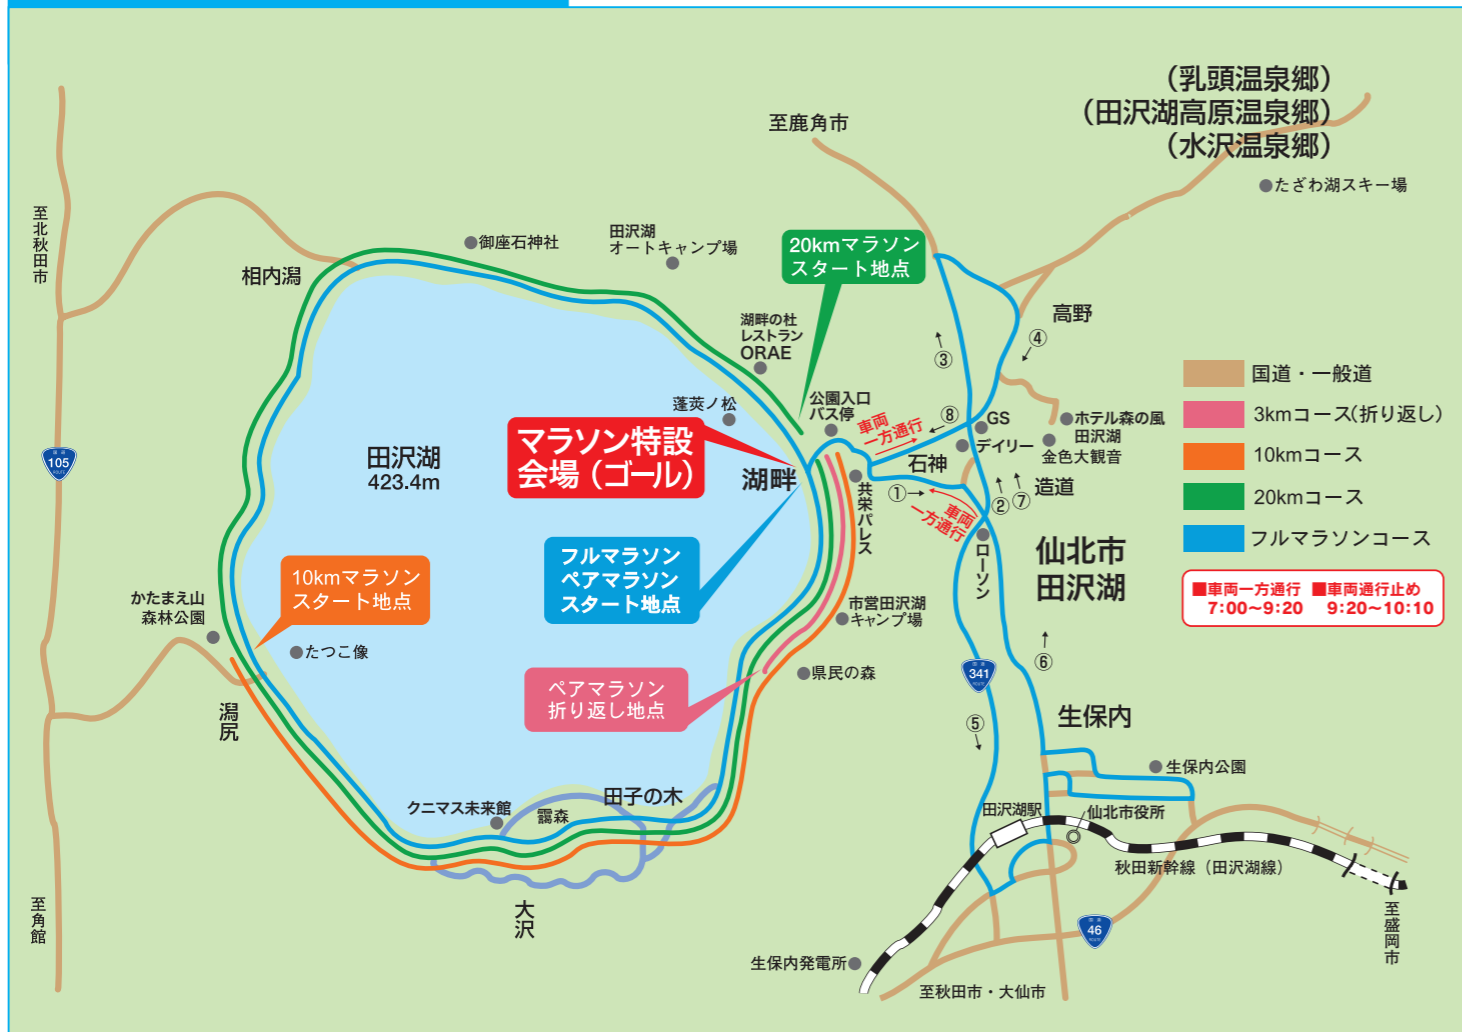 (乳頭温泉郷)
(田沢湖高原温泉郷)
(水沢温泉郷)
至鹿角市
たざわ湖スキー場
至北秋田市
御座石神社
田沢湖
オートキャンプ場
20kmマラソン
スタート地点
相内潟
高野
湖畔の杜
レストラン
ORAE
④
③
国道・一般道
公園入口
バス停
蓬莢ノ松
車両
一方通行
⑧
GS
ホテル森の風
田沢湖
3kmコース(折り返し)
マラソン特設
会場(ゴール)
デイリー
金色大観音
石神
10kmコース
国道
105
ROUTE
田沢湖
423.4m
湖畔
共栄パレス
①
車両
一方通行
②
⑦
造道
20kmコース
ローソン
フルマラソンコース
フルマラソン
ペアマラソン
スタート地点
仙北市
田沢湖
10kmマラソン
スタート地点
■車両一方通行
7:00~9:20
■車両通行止め
9:20~10:10
かたまえ山
森林公園
市営田沢湖
キャンプ場
たつこ像
⑥
県民の森
国道
341
ROUTE
ペアマラソン
折り返し地点
潟尻
⑤
生保内
生保内公園
田子の木
クニマス未来館
靄森
田沢湖駅
仙北市役所
秋田新幹線(田沢湖線)
大沢
至角館
国道
46
ROUTE
至盛岡市
生保内発電所
至秋田市・大仙市